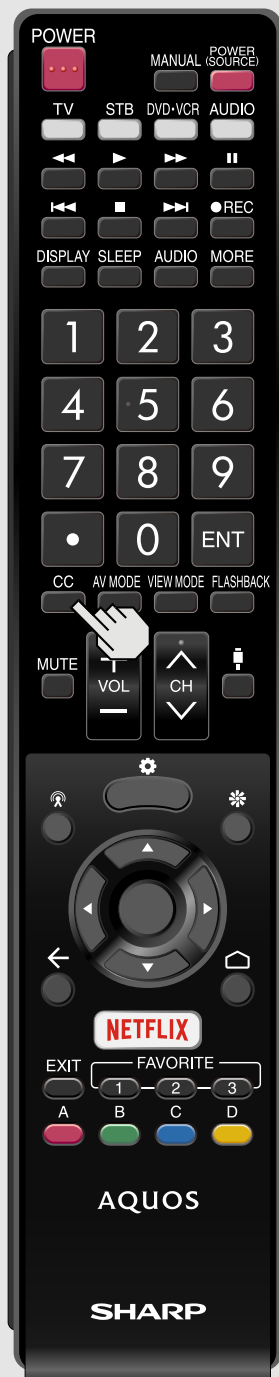 POWER
MANUAL POWER (SOURCE)
TV STB DVD•VCR AUDIO
REC
DISPLAY SLEEP AUDIO MORE
1 2 3
4 5 6
7 8 9
• 0 ENT
CC AV MODE VIEW MODE FLASHBACK
MUTE VOL CH
NETFLIX
EXIT FAVORITE
1 2 3
A B C D
AQUOS
SHARP